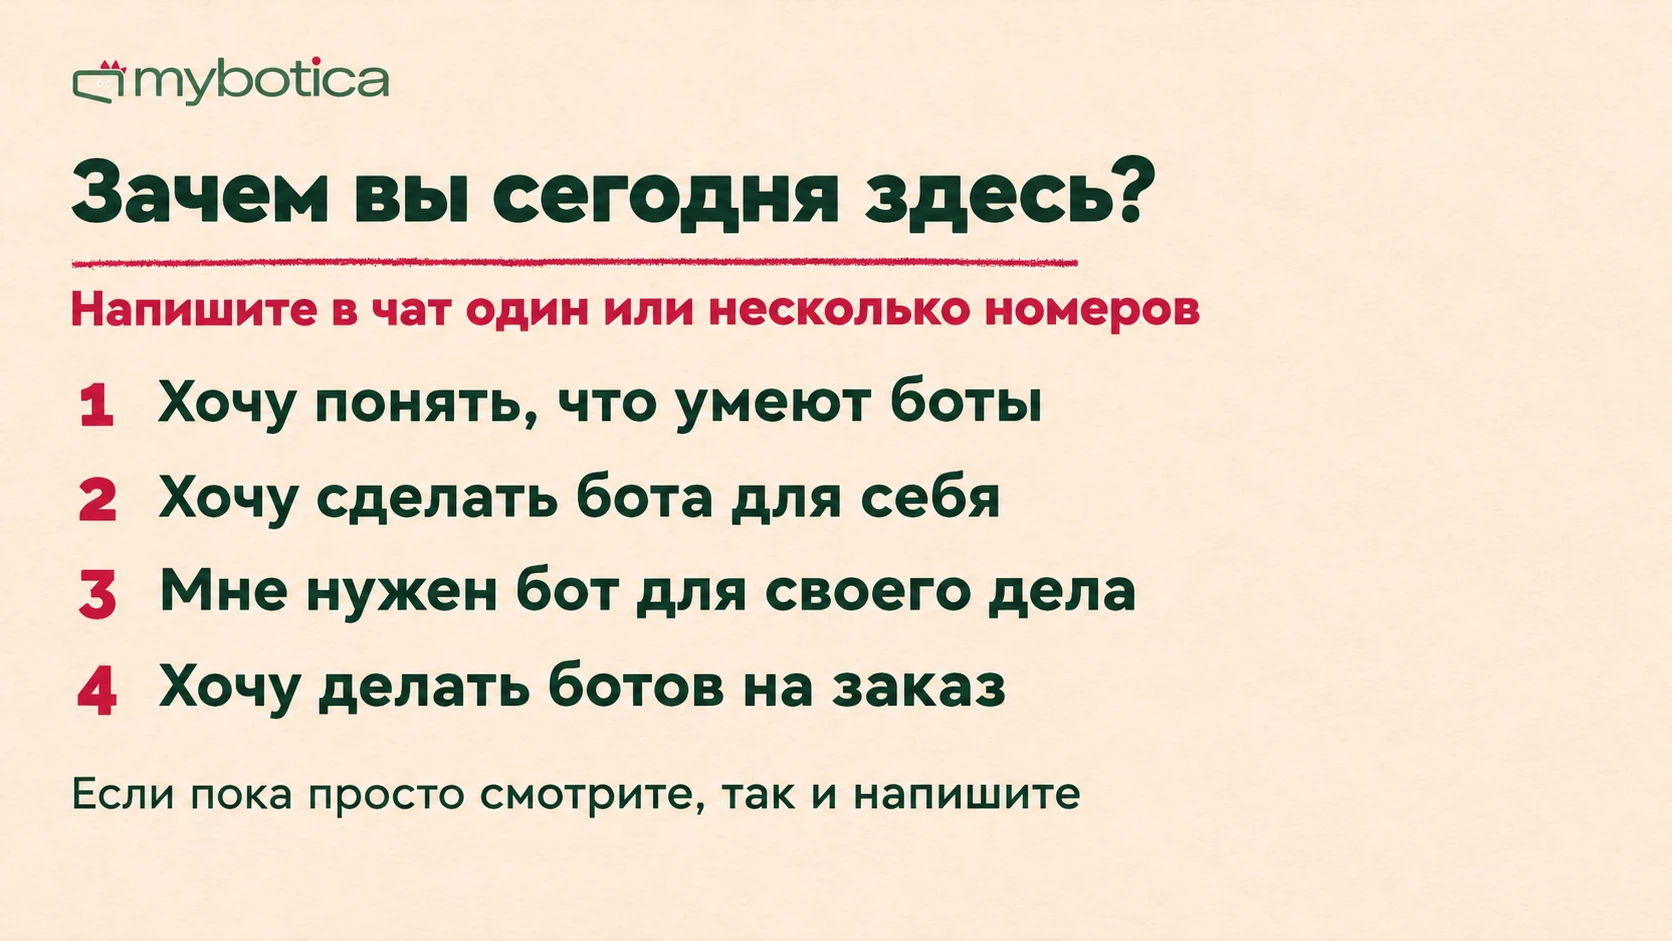 mybotica
Зачем вы сегодня здесь?
Напишите в чат один или несколько номеров
1 Хочу понять, что умеют боты
2 Хочу сделать бота для себя
3 Мне нужен бот для своего дела
4 Хочу делать ботов на заказ
Если пока просто смотрите, так и напишите